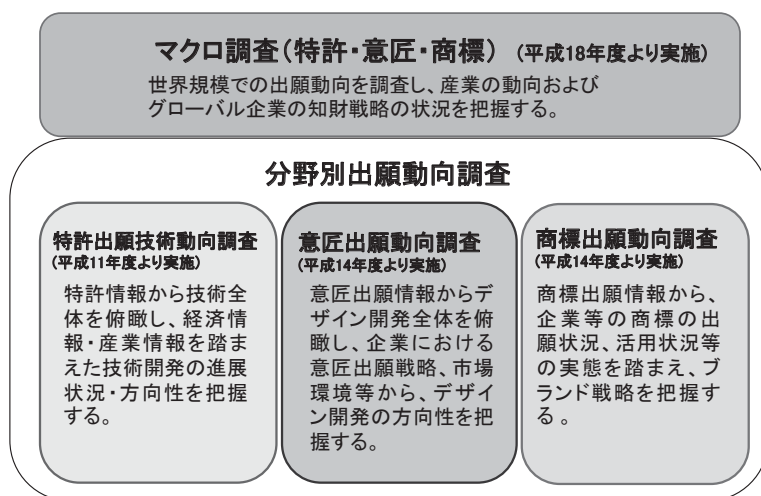 マクロ調査(特許・意匠・商標) (平成18年度より実施)
世界規模での出願動向を調査し、産業の動向および
グローバル企業の知財戦略の状況を把握する。
分野別出願動向調査
特許出願技術動向調査
(平成11年度より実施)
特許情報から技術全
体を俯瞰し、経済情
報・産業情報を踏ま
えた技術開発の進展
状況・方向性を把握
する。
意匠出願動向調査
(平成14年度より実施)
意匠出願情報からデ
ザイン開発全体を俯
瞰し、企業における
意匠出願戦略、市場
環境等から、デザイ
ン開発の方向性を把
握する。
商標出願動向調査
(平成14年度より実施)
商標出願情報から、
企業等の商標の出
願状況、活用状況等
の実態を踏まえ、ブ
ランド戦略を把握す
る。